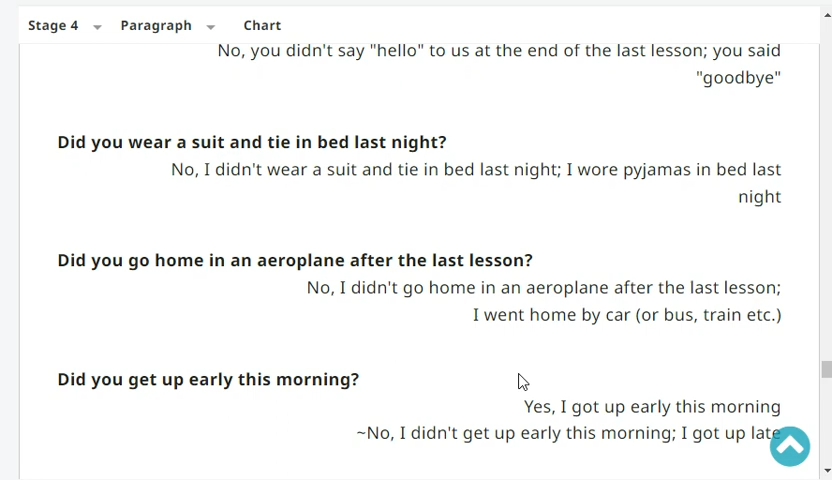 Stage 4 Paragraph Chart
No, you didn't say "hello" to us at the end of the last lesson; you said
"goodbye"
Did you wear a suit and tie in bed last night?
No, I didn't wear a suit and tie in bed last night; I wore pyjamas in bed last
night
Did you go home in an aeroplane after the last lesson?
No, I didn't go home in an aeroplane after the last lesson;
I went home by car (or bus, train etc.)
Did you get up early this morning?
Yes, I got up early this morning
~No, I didn't get up early this morning; I got up late